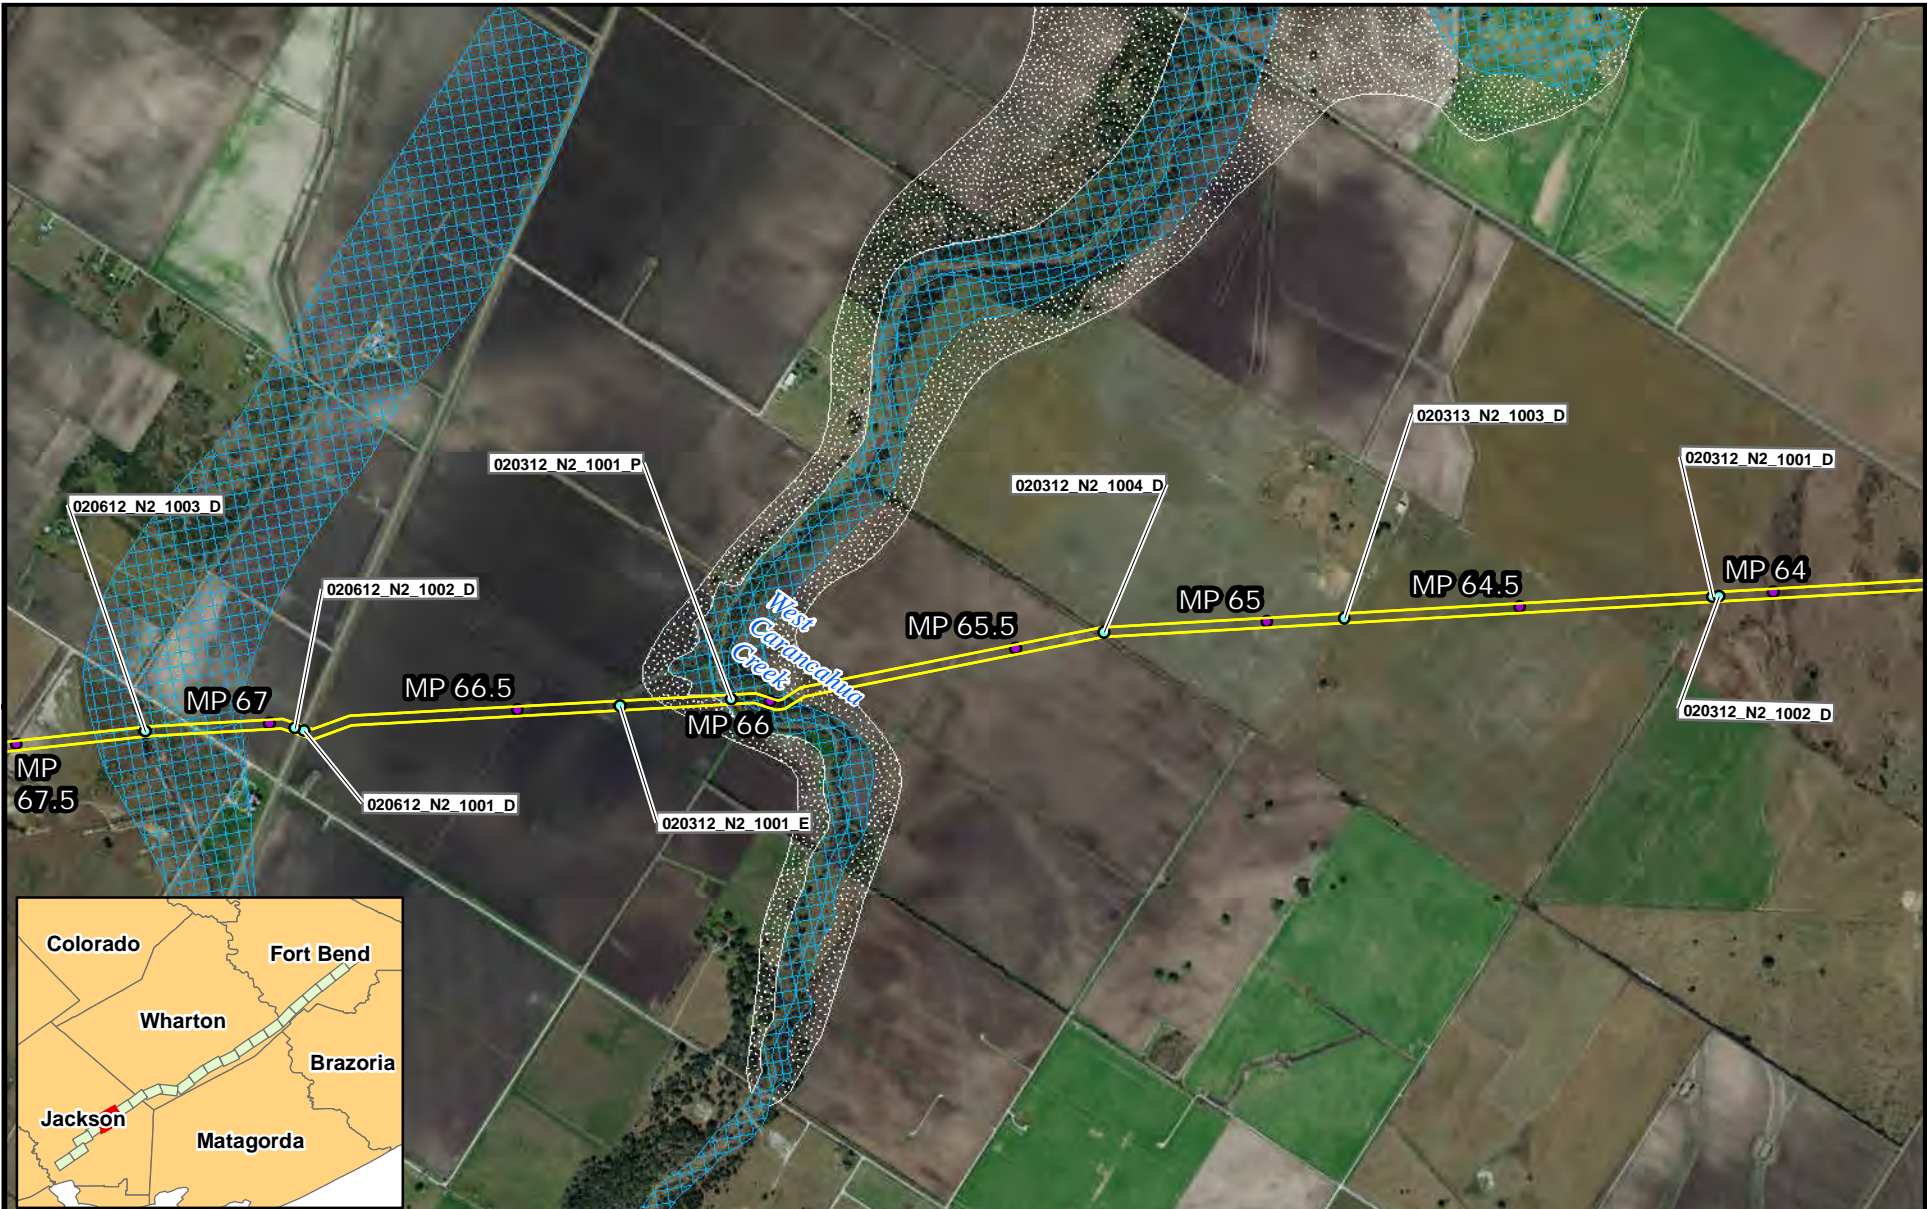 020313_N2_1003_D
020312_N2_1001_D
020312_N2_1001_P
020312_N2_1004_D
020612_N2_1003_D
020612_N2_1002_D
MP 64
MP 64.5
MP 65
MP 65.5
West
Carancahua
Creek
MP 66
MP 66.5
MP 67
MP
67.5
020312_N2_1002_D
020612_N2_1001_D
020312_N2_1001_E
Colorado
Fort Bend
Wharton
Brazoria
Jackson
Matagorda